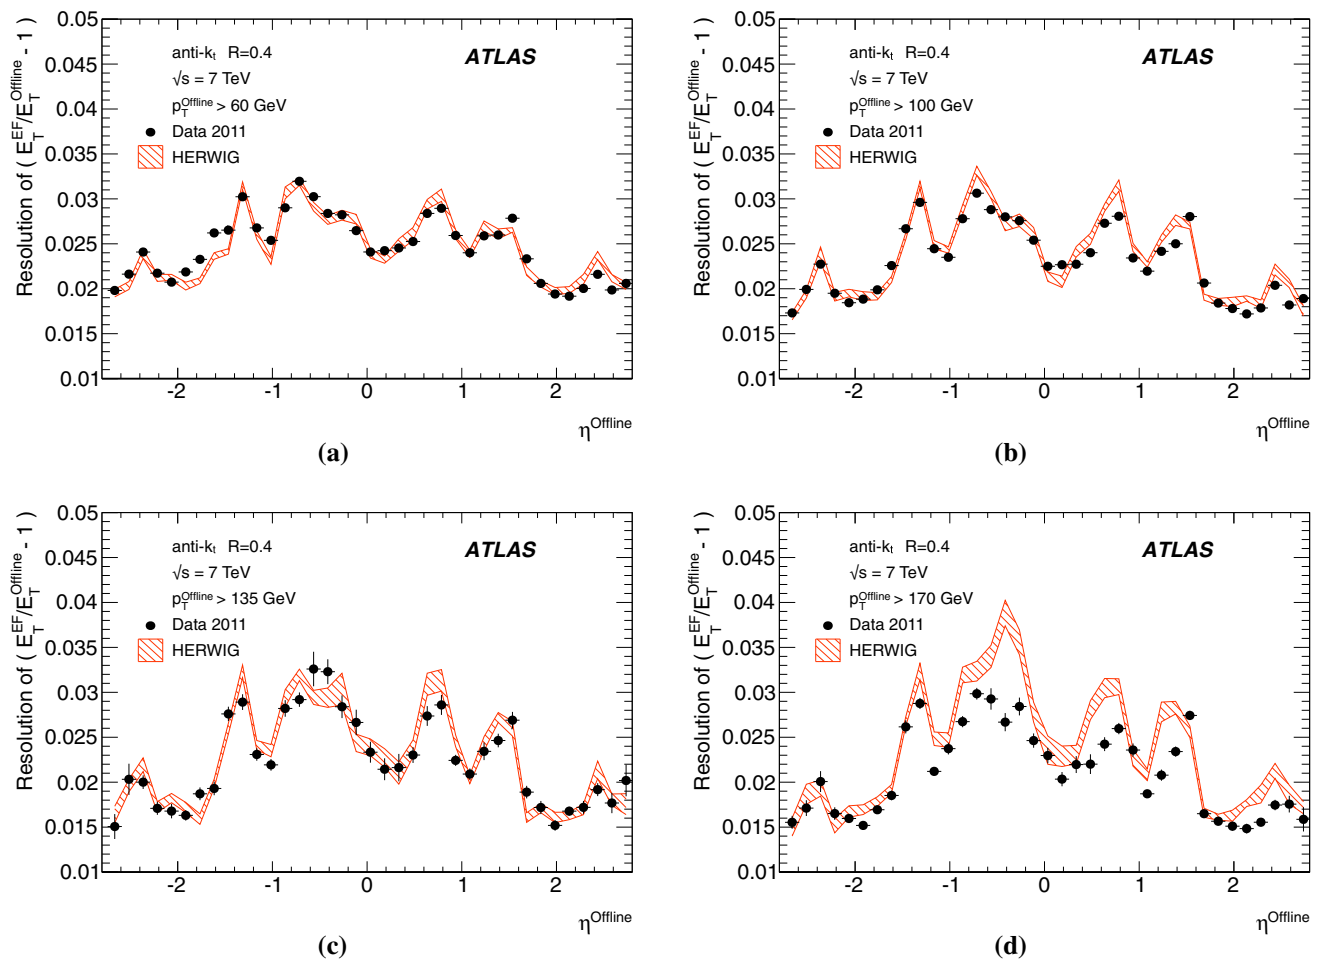 Resolution of ( E_T^EF/E_T^Offline - 1 )
0.05
0.045
0.04
0.035
0.03
0.025
0.02
0.015
0.01
anti-k_t R=0.4
√s = 7 TeV
p_T^Offline > 60 GeV
Data 2011
HERWIG
ATLAS
-2 -1 0 1 2
η^Offline
(a)
Resolution of ( E_T^EF/E_T^Offline - 1 )
0.05
0.045
0.04
0.035
0.03
0.025
0.02
0.015
0.01
anti-k_t R=0.4
√s = 7 TeV
p_T^Offline > 100 GeV
Data 2011
HERWIG
ATLAS
-2 -1 0 1 2
η^Offline
(b)
Resolution of ( E_T^EF/E_T^Offline - 1 )
0.05
0.045
0.04
0.035
0.03
0.025
0.02
0.015
0.01
anti-k_t R=0.4
√s = 7 TeV
p_T^Offline > 135 GeV
Data 2011
HERWIG
ATLAS
-2 -1 0 1 2
η^Offline
(c)
Resolution of ( E_T^EF/E_T^Offline - 1 )
0.05
0.045
0.04
0.035
0.03
0.025
0.02
0.015
0.01
anti-k_t R=0.4
√s = 7 TeV
p_T^Offline > 170 GeV
Data 2011
HERWIG
ATLAS
-2 -1 0 1 2
η^Offline
(d)